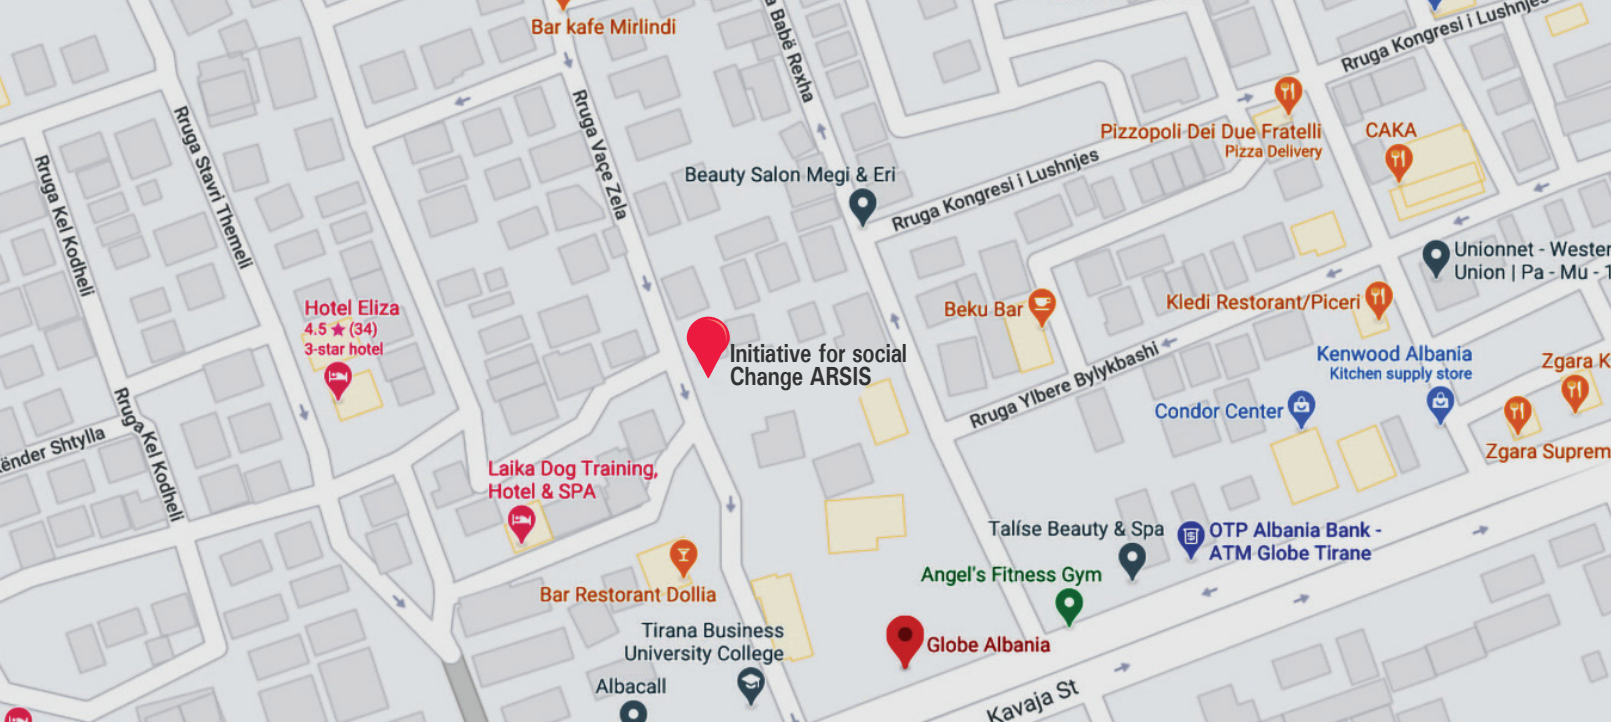 Bar kafe Mirlindi
Babë Rexha
Rruga Kongresi i Lushnjes
Rruga Stavri Themeli
Rruga Vaçe Zela
Pizzopoli Dei Due Fratelli
Pizza Delivery
CAKA
Rruga Kel Kodheli
Beauty Salon Megi & Eri
Rruga Kongresi i Lushnjes
Unionnet - Wester
Union | Pa - Mu -
Hotel Eliza
4.5 ★ (34)
3-star hotel
Beku Bar
Kledi Restorant/Piceri
Initiative for social
Change ARSIS
Rruga Ylbere Bylykbashi
Kenwood Albania
Kitchen supply store
Zgara K
Condor Center
Rruga Kel Kodheli
ënder Shtylla
Zgara Suprem
Laika Dog Training,
Hotel & SPA
Talíse Beauty & Spa
OTP Albania Bank -
ATM Globe Tirane
Angel's Fitness Gym
Bar Restorant Dollia
Tirana Business
University College
Globe Albania
Albacall
Kavaja St